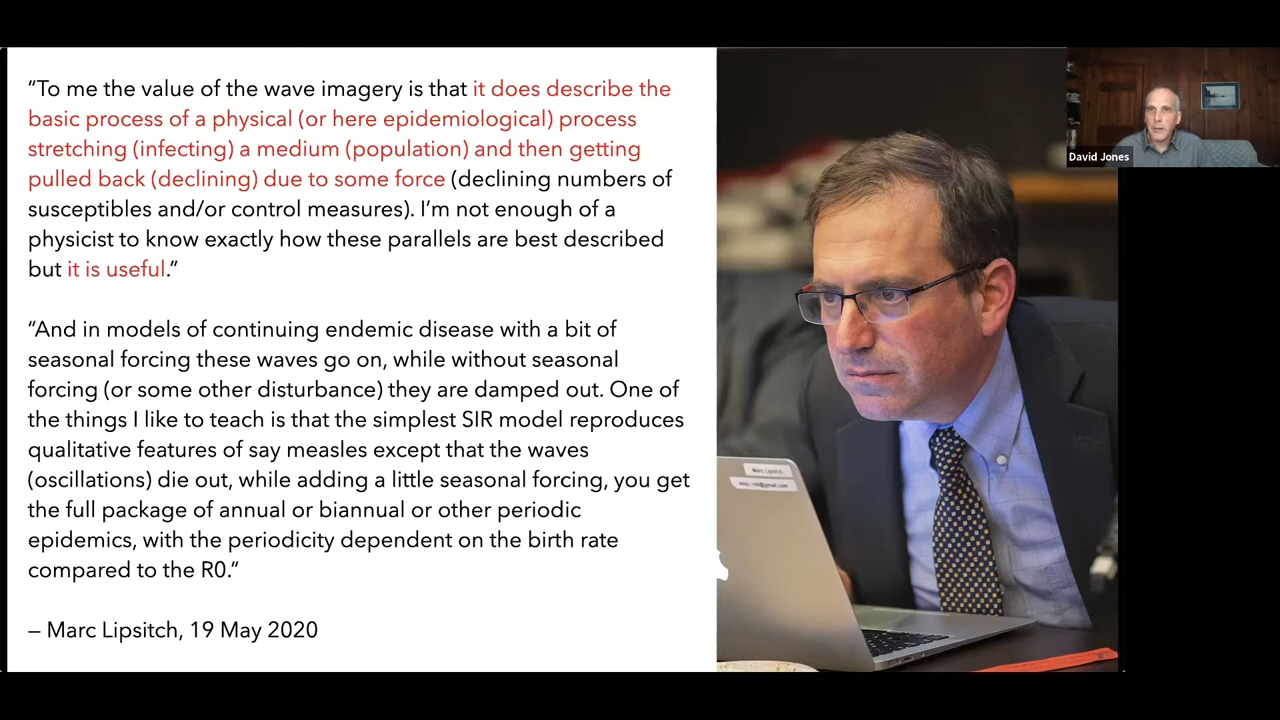 “To me the value of the wave imagery is that it does describe the
basic process of a physical (or here epidemiological) process
stretching (infecting) a medium (population) and then getting
pulled back (declining) due to some force (declining numbers of
susceptibles and/or control measures). I’m not enough of a
physicist to know exactly how these parallels are best described
but it is useful.”
“And in models of continuing endemic disease with a bit of
seasonal forcing these waves go on, while without seasonal
forcing (or some other disturbance) they are damped out. One of
the things I like to teach is that the simplest SIR model reproduces
qualitative features of say measles except that the waves
(oscillations) die out, while adding a little seasonal forcing, you get
the full package of annual or biannual or other periodic
epidemics, with the periodicity dependent on the birth rate
compared to the R0.”
– Marc Lipsitch, 19 May 2020
David Jones
Marc Lipsitch